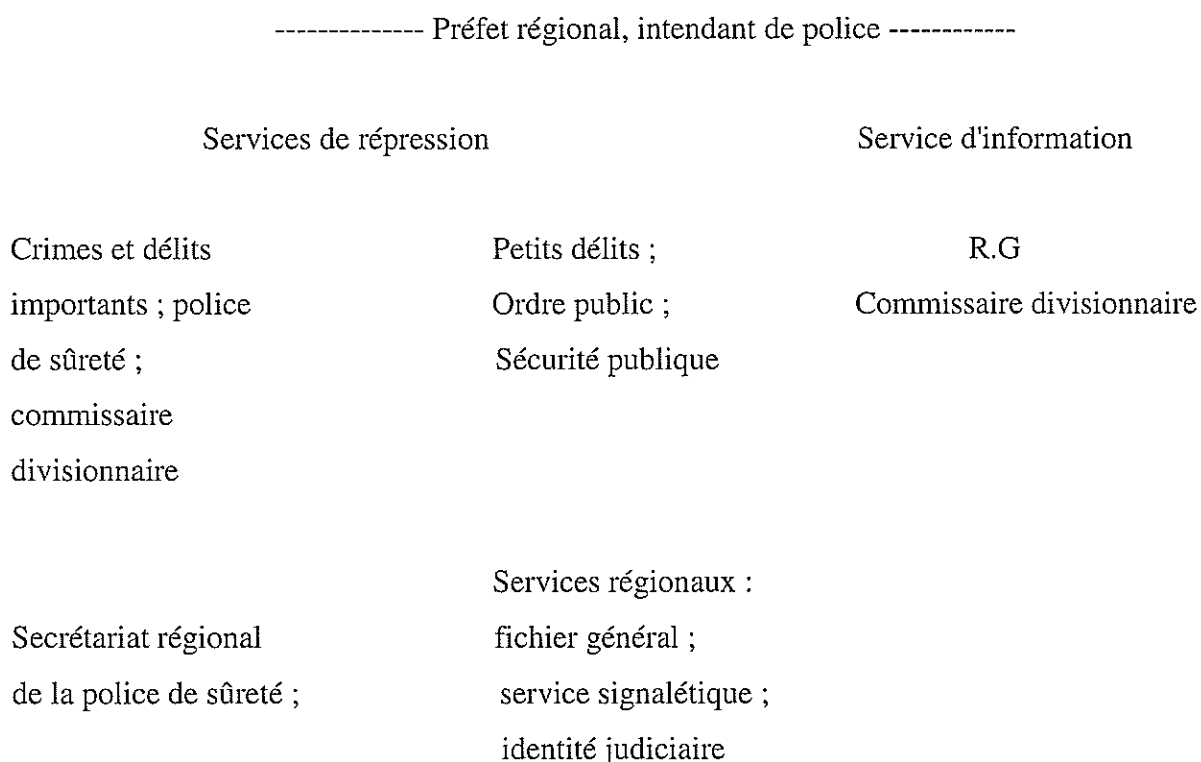 -------------- Préfet régional, intendant de police ------------
Services de répression
Service d'information
Crimes et délits
importants ; police
de sûreté ;
commissaire
divisionnaire
Petits délits ;
Ordre public ;
Sécurité publique
R.G
Commissaire divisionnaire
Secrétariat régional
de la police de sûreté ;
Services régionaux :
fichier général ;
service signalétique ;
identité judiciaire